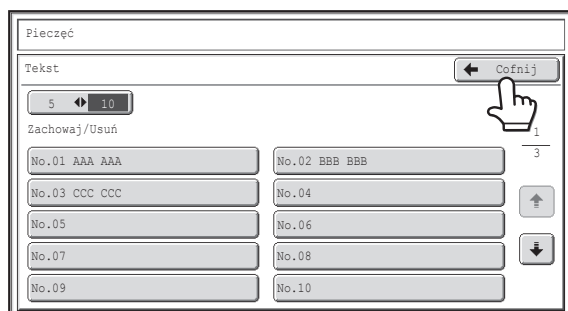 Pieczęć
Tekst
Cofnij
5 10
Zachowaj/Usuń
1
3
No.01 AAA AAA
No.02 BBB BBB
No.03 CCC CCC
No.04
No.05
No.06
No.07
No.08
No.09
No.10